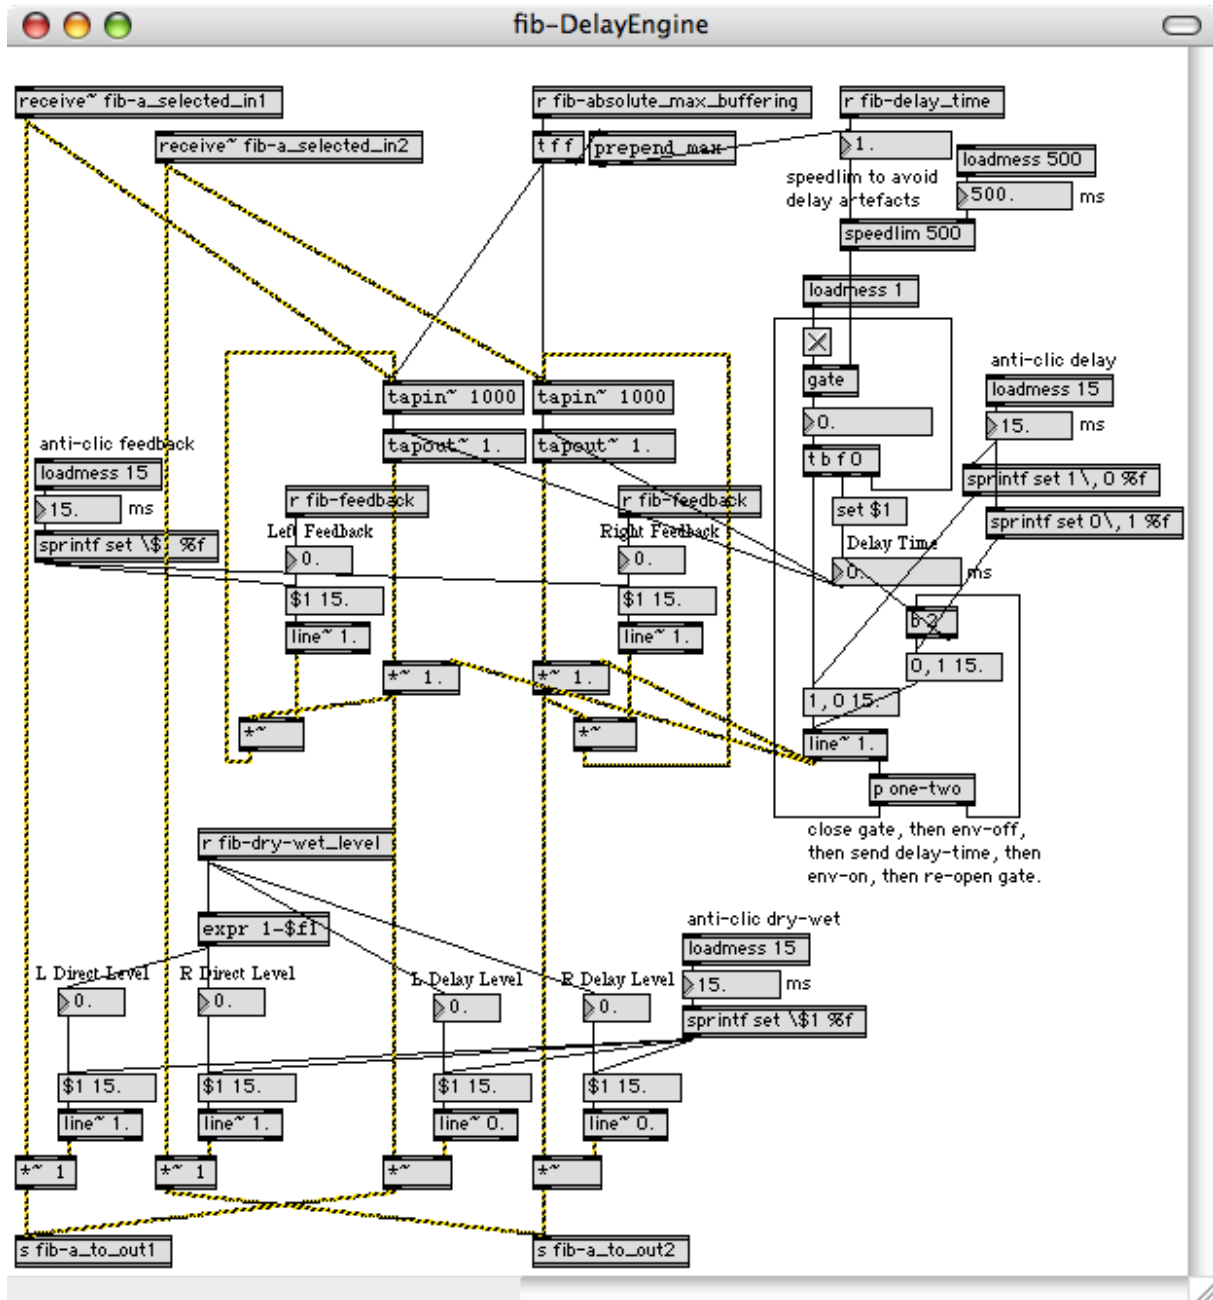 fib-DelayEngine
receive~ fib-a_selected_in1
r fib-absolute_max_buffering
r fib-delay_time
receive~ fib-a_selected_in2
t f f
prepend max
1.
loadmess 500
speedlim to avoid
delay artefacts
500.
ms
speedlim 500
loadmess 1
gate
anti-clic delay
loadmess 15
tapin~ 1000
tapin~ 1000
0.
15.
anti-clic feedback
tapout~ 1.
tapout~ 1.
t b f 0
loadmess 15
sprintf set 1\, 0 %f
r fib-feedback
r fib-feedback
set $1
15.
ms
sprintf set 0\, 1 %f
Left Feedback
Right Feedback
Delay Time
sprintf set \$1 %f
0.
0.
0.
ms
$1 15.
$1 15.
b 2
line~ 1.
line~ 1.
0, 1 15.
*~ 1.
*~ 1.
1, 0 15.
*~
*~
line~ 1.
p one-two
close gate, then env-off,
then send delay-time, then
env-on, then re-open gate.
r fib-dry-wet_level
expr 1-$f1
anti-clic dry-wet
loadmess 15
L Direct Level
R Direct Level
L Delay Level
R Delay Level
15.
ms
0.
0.
0.
0.
sprintf set \$1 %f
$1 15.
$1 15.
$1 15.
$1 15.
line~ 1.
line~ 1.
line~ 0.
line~ 0.
*~ 1
*~ 1
*~
*~
s fib-a_to_out1
s fib-a_to_out2